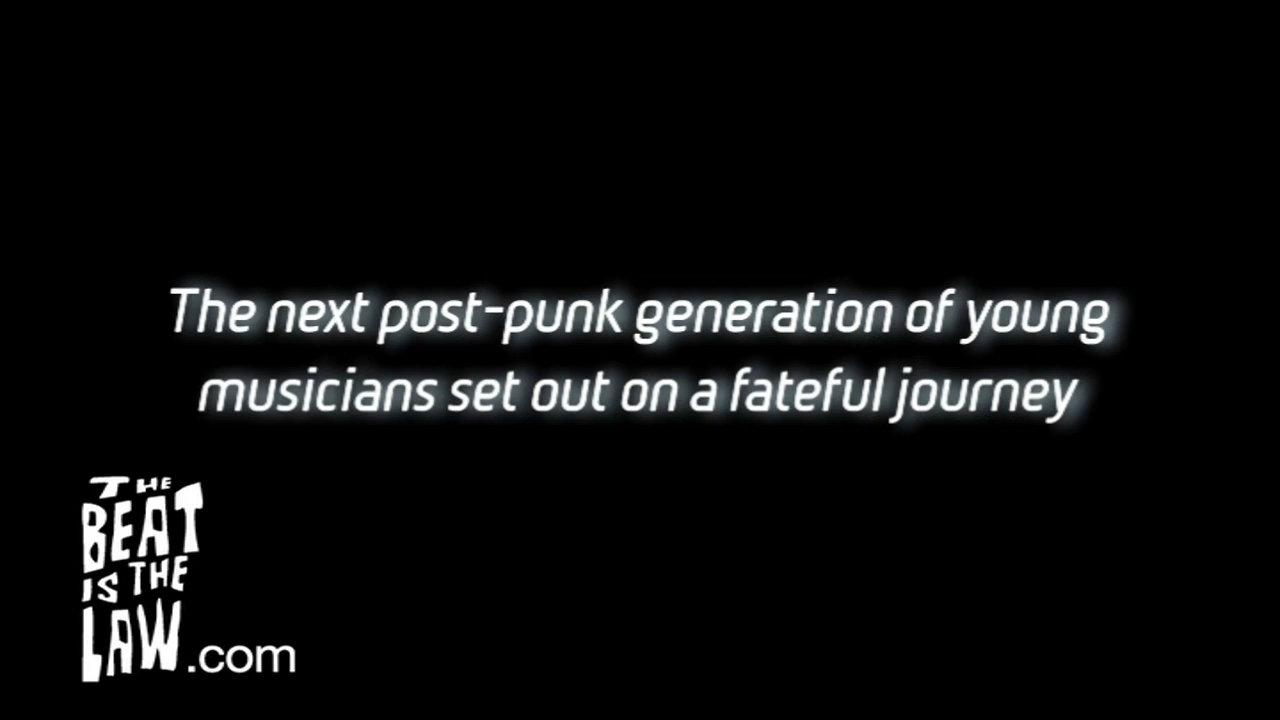 The next post-punk generation of young
musicians set out on a fateful journey
THE
BEAT
IS THE
LAW.com